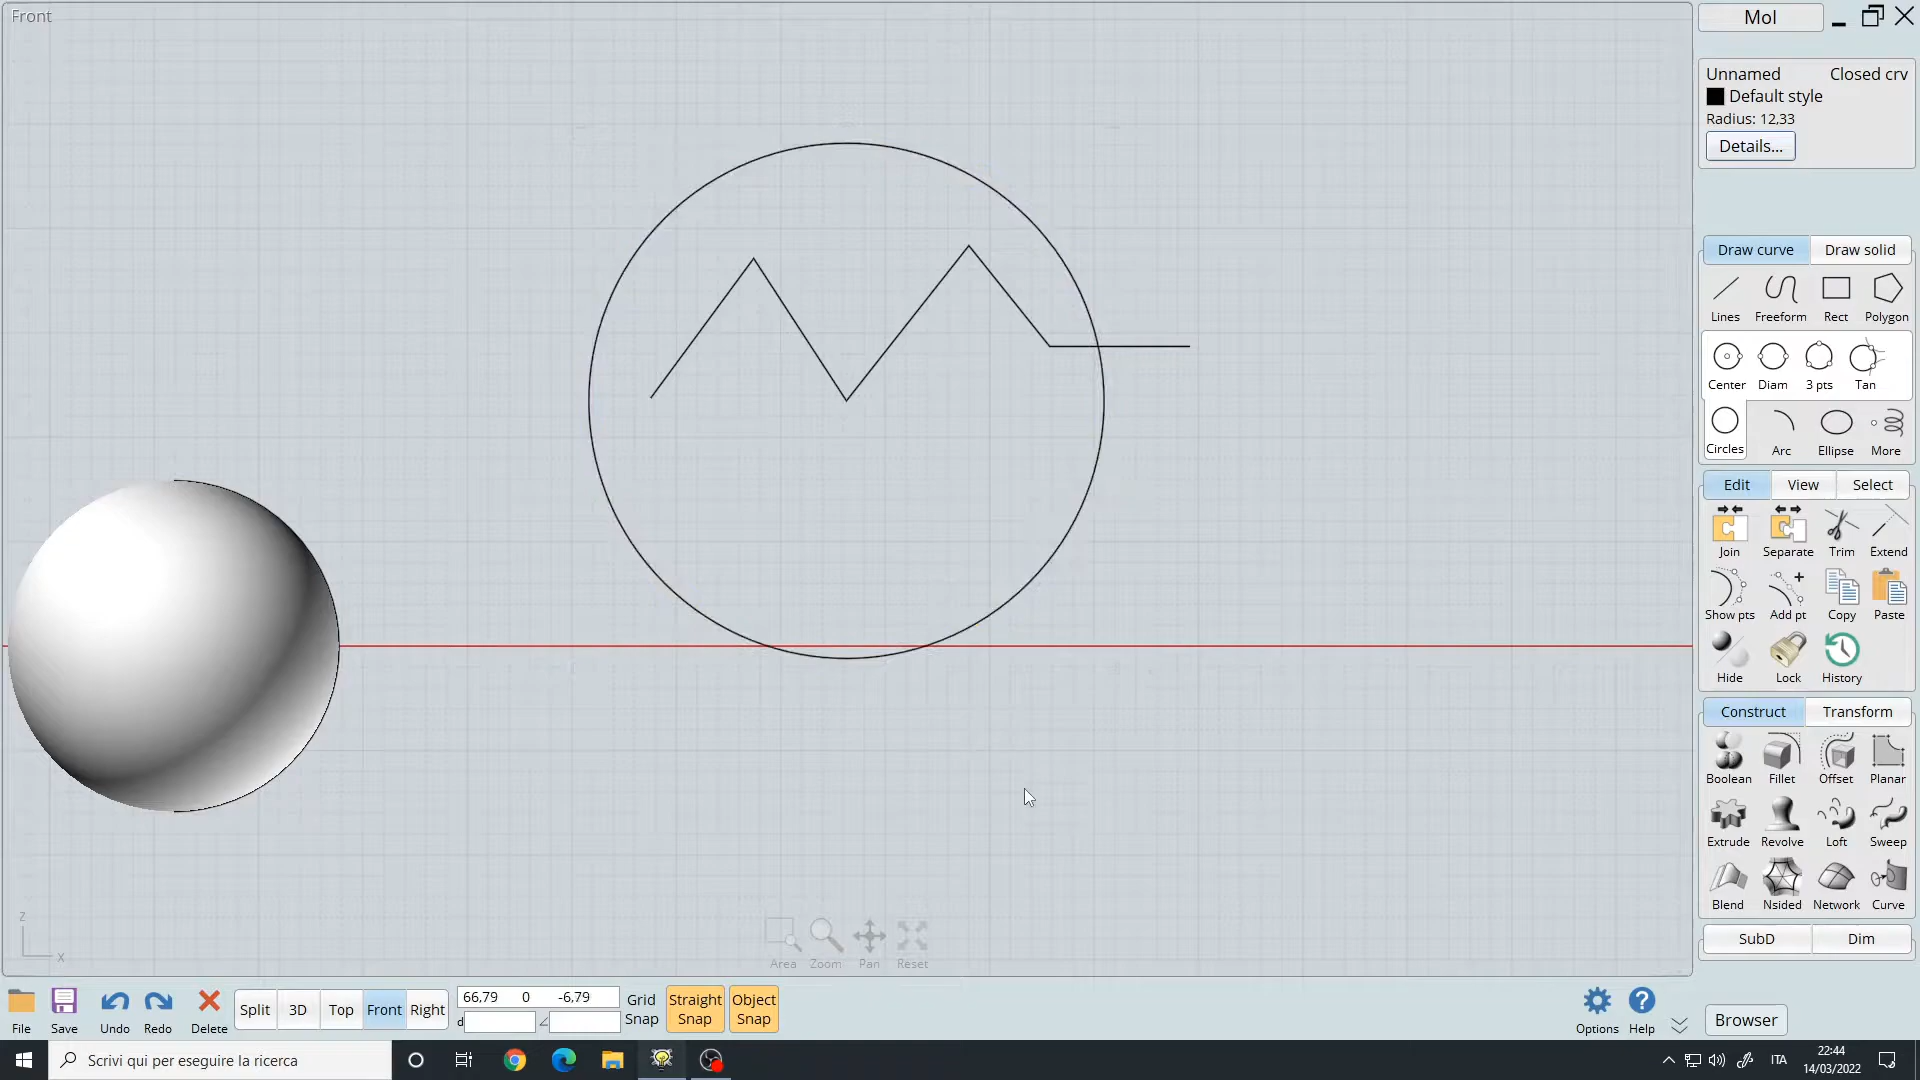 Front
MoI
Unnamed Closed crv
Default style
Radius: 12,33
Details...
Draw curve Draw solid
Lines Freeform Rect Polygon
Center Diam 3 pts Tan
Circles Arc Ellipse More
Edit View Select
Join Separate Trim Extend
Show pts Add pt Copy Paste
Hide Lock History
Construct Transform
Boolean Fillet Offset Planar
Extrude Revolve Loft Sweep
Blend Nsided Network Curve
SubD Dim
z
x
Area Zoom Pan Reset
File Save Undo Redo Delete
Split 3D Top Front Right
66,79 0 -6,79
d
Grid Snap
Straight Snap
Object Snap
Options Help
Browser
Scrivi qui per eseguire la ricerca
ITA
22:44
14/03/2022